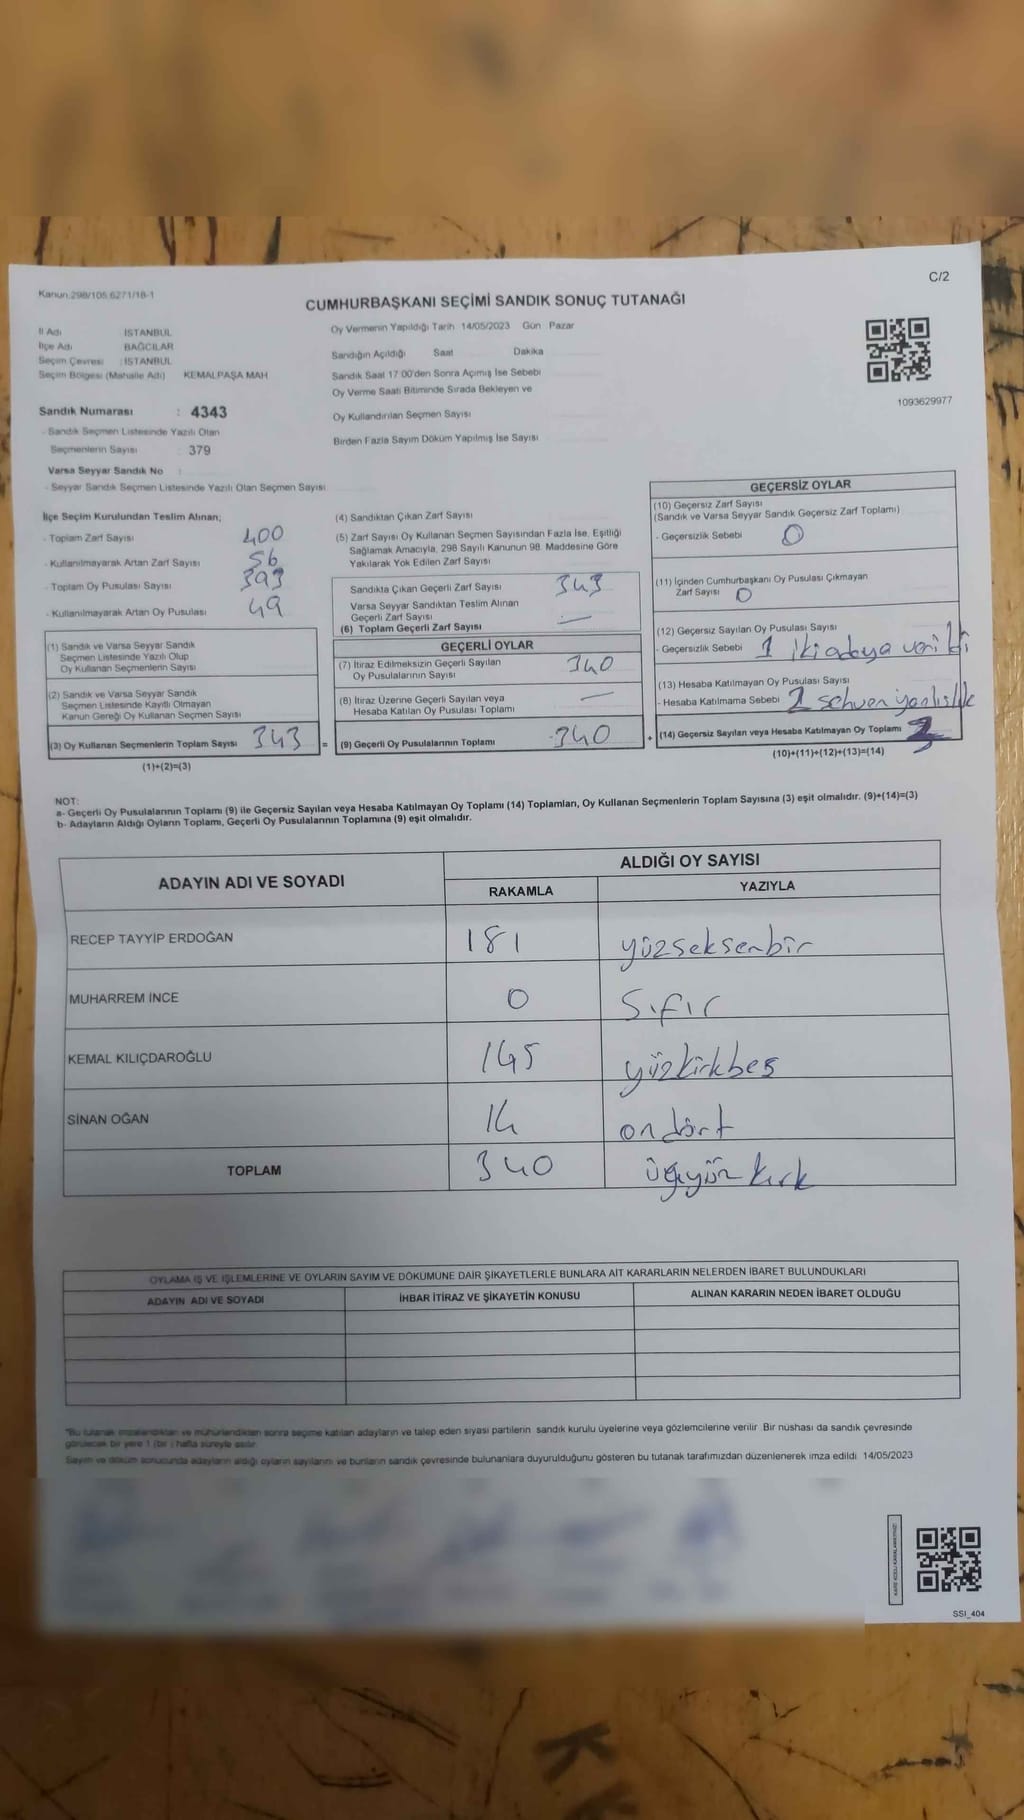 C/2
Kanun:298/105,6271/18-1
CUMHURBAŞKANI SEÇİMİ SANDIK SONUÇ TUTANAĞI
İl Adı : İSTANBUL
İlçe Adı : BAĞCILAR
Seçim Çevresi : İSTANBUL
Seçim Bölgesi (Mahalle Adı) KEMALPAŞA MAH
Sandık Numarası : 4343
- Sandık Seçmen Listesinde Yazılı Olan
Seçmenlerin Sayısı : 379
Varsa Seyyar Sandık No :
- Seyyar Sandık Seçmen Listesinde Yazılı Olan Seçmen Sayısı
Oy Vermenin Yapıldığı Tarih 14/05/2023 Gün Pazar
Sandığın Açıldığı Saat Dakika
Sandık Saat 17:00'den Sonra Açımış İse Sebebi
Oy Verme Saati Bitiminde Sırada Bekleyen ve
Oy Kullandırılan Seçmen Sayısı
Birden Fazla Sayım Döküm Yapılmış İse Sayısı
1093629977
İlçe Seçim Kurulundan Teslim Alınan;
- Toplam Zarf Sayısı 400
- Kullanılmayarak Artan Zarf Sayısı 56
- Toplam Oy Pusulası Sayısı 393
- Kullanılmayarak Artan Oy Pusulası 49
(1) Sandık ve Varsa Seyyar Sandık
Seçmen Listesinde Yazılı Olup
Oy Kullanan Seçmenlerin Sayısı
(2) Sandık ve Varsa Seyyar Sandık
Seçmen Listesinde Kayıtlı Olmayan
Kanun Gereği Oy Kullanan Seçmen Sayısı
(3) Oy Kullanan Seçmenlerin Toplam Sayısı 343
(1)+(2)=(3)
(4) Sandıktan Çıkan Zarf Sayısı
(5) Zarf Sayısı Oy Kullanan Seçmen Sayısından Fazla İse, Eşitliği
Sağlamak Amacıyla, 298 Sayılı Kanunun 98. Maddesine Göre
Yakılarak Yok Edilen Zarf Sayısı
Sandıkta Çıkan Geçerli Zarf Sayısı 343
Varsa Seyyar Sandıktan Teslim Alınan
Geçerli Zarf Sayısı —
(6) Toplam Geçerli Zarf Sayısı
GEÇERLİ OYLAR
(7) İtiraz Edilmeksizin Geçerli Sayılan
Oy Pusulalarının Sayısı 340
(8) İtiraz Üzerine Geçerli Sayılan veya
Hesaba Katılan Oy Pusulası Toplamı —
= (9) Geçerli Oy Pusulalarının Toplamı 340
GEÇERSİZ OYLAR
(10) Geçersiz Zarf Sayısı
(Sandık ve Varsa Seyyar Sandık Geçersiz Zarf Toplamı)
- Geçersizlik Sebebi 0
(11) İçinden Cumhurbaşkanı Oy Pusulası Çıkmayan
Zarf Sayısı 0
(12) Geçersiz Sayılan Oy Pusulası Sayısı
- Geçersizlik Sebebi 1 iki adaya verildi
(13) Hesaba Katılmayan Oy Pusulası Sayısı
- Hesaba Katılmama Sebebi 2 sehven yanlışlık
+ (14) Geçersiz Sayılan veya Hesaba Katılmayan Oy Toplamı 3
(10)+(11)+(12)+(13)=(14)
NOT:
a- Geçerli Oy Pusulalarının Toplamı (9) ile Geçersiz Sayılan veya Hesaba Katılmayan Oy Toplamı (14) Toplamları, Oy Kullanan Seçmenlerin Toplam Sayısına (3) eşit olmalıdır. (9)+(14)=(3)
b- Adayların Aldığı Oyların Toplamı, Geçerli Oy Pusulalarının Toplamına (9) eşit olmalıdır.
ADAYIN ADI VE SOYADI
ALDIĞI OY SAYISI
RAKAMLA YAZIYLA
RECEP TAYYİP ERDOĞAN 181 yüzseksenbir
MUHARREM İNCE 0 Sıfır
KEMAL KILIÇDAROĞLU 145 yüzkirkbes
SİNAN OĞAN 14 ondört
TOPLAM 340 üçyüzkırk
OYLAMA İŞ VE İŞLEMLERİNE VE OYLARIN SAYIM VE DÖKÜMÜNE DAİR ŞİKAYETLERLE BUNLARA AİT KARARLARIN NELERDEN İBARET BULUNDUKLARI
ADAYIN ADI VE SOYADI İHBAR İTİRAZ VE ŞİKAYETİN KONUSU ALINAN KARARIN NEDEN İBARET OLDUĞU
*Bu tutanak imzalandıktan ve mühürlendikten sonra seçime katılan adayların ve talep eden siyasi partilerin sandık kurulu üyelerine veya gözlemcilerine verilir Bir nüshası da sandık çevresinde
görülecek bir yere 1 (bir) hafta süreyle asılır.
Sayım ve döküm sonucunda adayların aldığı oyların sayılarını ve bunların sandık çevresinde bulunanlara duyurulduğunu gösteren bu tutanak tarafımızdan düzenlenerek imza edildi 14/05/2023
SSI_404